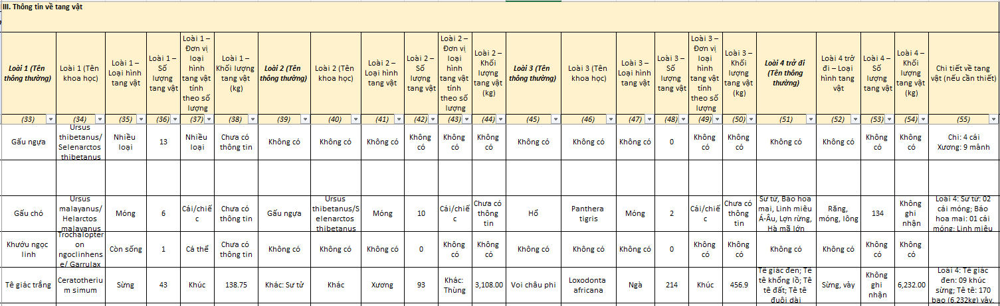 III. Thông tin về tang vật
Loài 1 (Tên
thông thường)
Loài 1 (Tên
khoa học)
Loài 1 –
Loại hình
tang vật
Loài 1 –
Số
lượng
tang vật
Loài 1 –
Đơn vị
loại
hình
tang vật
tính
theo số
lượng
Loài 1 –
Khối lượng
tang vật
(kg)
Loài 2 (Tên
thông thường)
Loài 2 (Tên
khoa học)
Loài 2 –
Loại hình
tang vật
Loài 2 –
Số
lượng
tang vật
Loài 2 –
Đơn vị
loại
hình
tang vật
tính
theo số
lượng
Loài 2 –
Khối
lượng
tang vật
(kg)
Loài 3 (Tên
thông thường)
Loài 3 (Tên
khoa học)
Loài 3 –
Loại hình
tang vật
Loài 3 –
Số
lượng
tang vật
Loài 3 –
Đơn vị
loại
hình
tang vật
tính
theo số
lượng
Loài 3 –
Khối
lượng
tang vật
(kg)
Loài 4 trở đi
(Tên thông
thường)
Loài 4 trở
đi – Loại
hình tang
vật
Loài 4 –
Số
lượng
tang vật
Loài 4 –
Khối
lượng
tang vật
(kg)
Chi tiết về tang
vật (nếu cần thiết)
(33)
(34)
(35)
(36)
(37)
(38)
(39)
(40)
(41)
(42)
(43)
(44)
(45)
(46)
(47)
(48)
(49)
(50)
(51)
(52)
(53)
(54)
(55)
Gấu ngựa
Ursus
thibetanus/
Selenarctos
thibetanus
Nhiều
loại
13
Nhiều
loại
Chưa có
thông tin
Không có
Không có
Không có
Không
có
Không
có
Không
có
Không có
Không có
Không có
0
Không
có
Không
có
Không có
Không có
Không
có
Không
có
Chi: 4 cái
Xương: 9 mảnh
Gấu chó
Ursus
malayanus/
Helarctos
malayanus
Móng
6
Cái/chiế
c
Chưa có
thông tin
Gấu ngựa
Ursus
thibetanus/S
elenarctos
thibetanus
Móng
10
Cái/chiế
c
Chưa có
thông
tin
Hổ
Panthera
tigris
Móng
2
Cái/chiế
c
Chưa có
thông
tin
Sư tử, Báo hoa
mai, Linh miêu
Á-Âu, Lợn rừng,
Hà mã lớn
Răng,
móng, lông
134
Không
ghi
nhận
Loài 4: Sư tử: 02
cái móng; Báo
hoa mai: 01 cái
móng; Linh miêu
Khướu ngọc
linh
Trochalopter
on
ngoclinhens
e/ Garrulax
Còn sống
1
Cá thể
Chưa có
thông tin
Không có
Không có
Không có
0
Không
có
Không
có
Không có
Không có
Không có
0
Không
có
Không
có
Không có
Không có
Không
có
Không
có
Tê giác trắng
Ceratotheriu
m simum
Sừng
43
Khúc
138.75
Khác: Sư tử
Khác
Xương
93
Khác:
Thùng
3,108.00
Voi châu phi
Loxodonta
africana
Ngà
214
Khúc
456.9
Tê giác đen; Tê
tê khổng lồ; Tê
tê đất; Tê tê
đuôi dài
Sừng, vảy
Không
ghi
nhận
6,232.00
Loài 4: Tê giác
đen: 09 khúc
sừng; Tê tê: 170
bao (6,232kg) vảy.